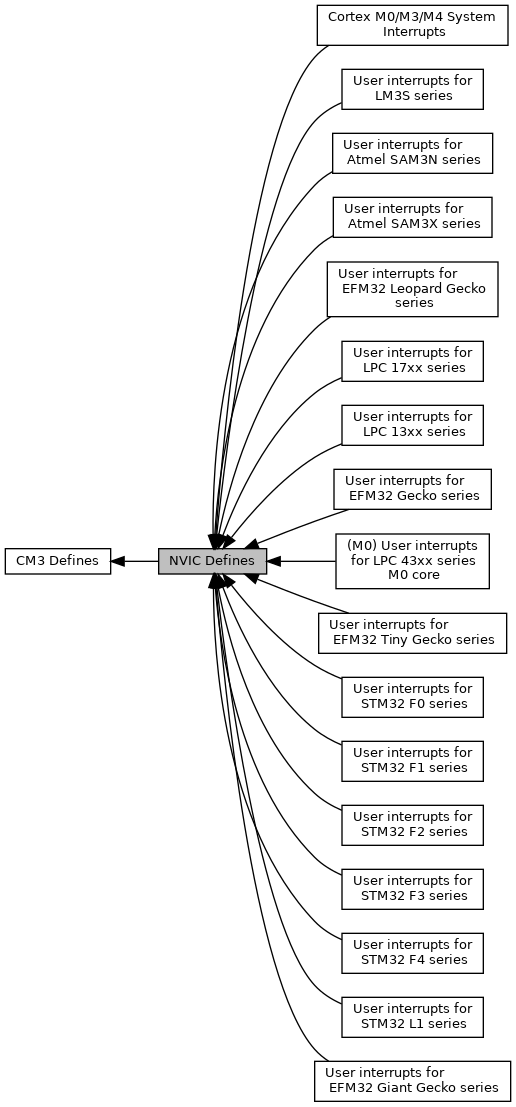 Cortex M0/M3/M4 System
Interrupts
User interrupts for
LM3S series
User interrupts for
Atmel SAM3N series
User interrupts for
Atmel SAM3X series
User interrupts for
EFM32 Leopard Gecko
series
User interrupts for
LPC 17xx series
User interrupts for
LPC 13xx series
User interrupts for
EFM32 Gecko series
CM3 Defines
NVIC Defines
(M0) User interrupts
for LPC 43xx series
M0 core
User interrupts for
EFM32 Tiny Gecko series
User interrupts for
STM32 F0 series
User interrupts for
STM32 F1 series
User interrupts for
STM32 F2 series
User interrupts for
STM32 F3 series
User interrupts for
STM32 F4 series
User interrupts for
STM32 L1 series
User interrupts for
EFM32 Giant Gecko series